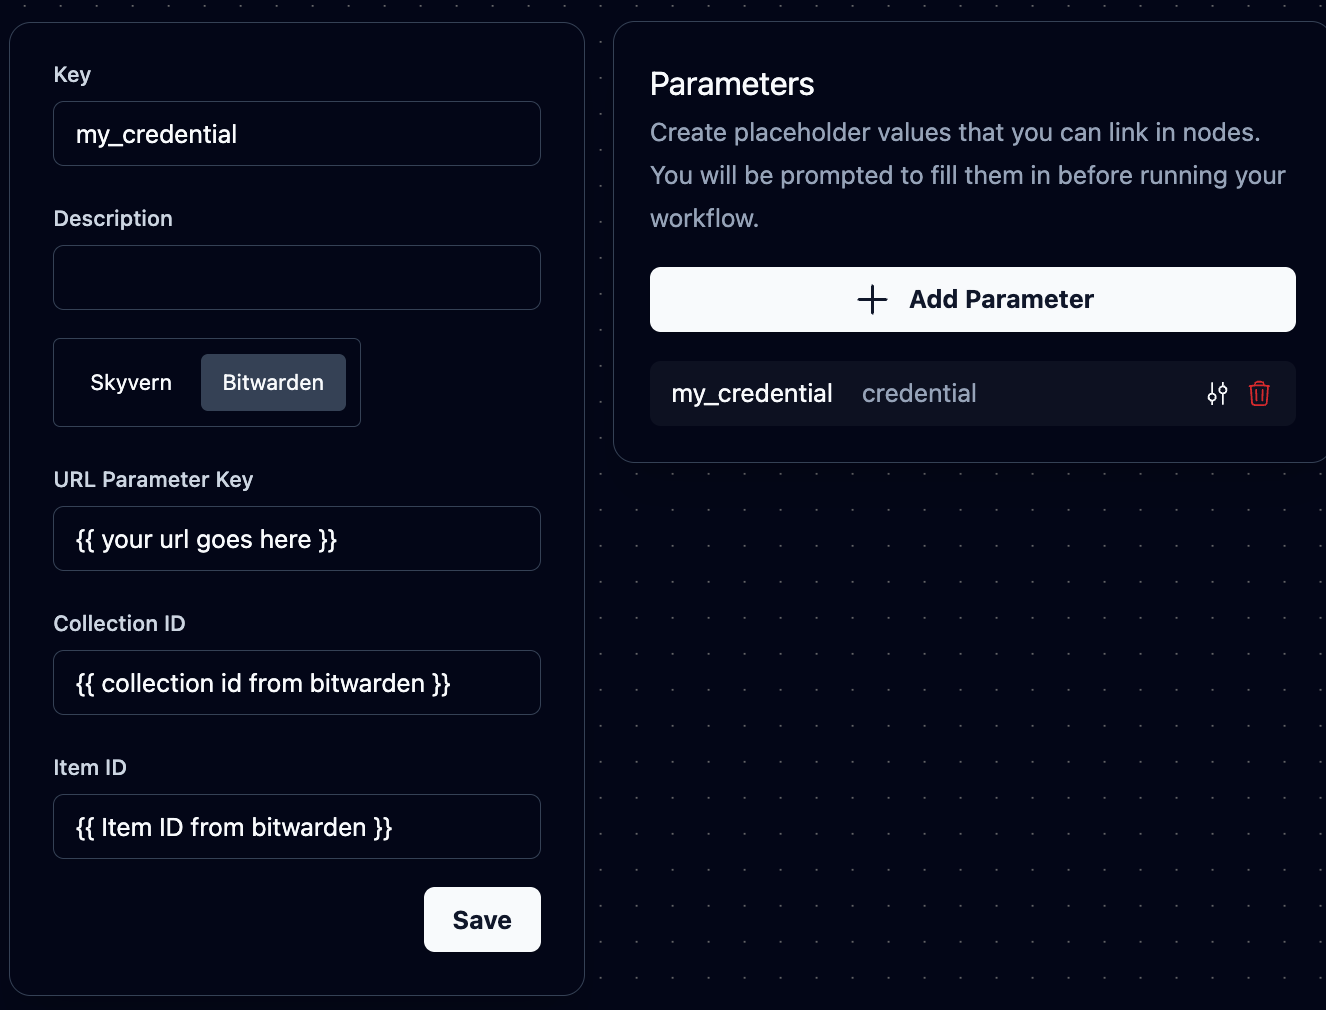 Key
my_credential
Description
Skyvern
Bitwarden
URL Parameter Key
{{ your url goes here }}
Collection ID
{{ collection id from bitwarden }}
Item ID
{{ Item ID from bitwarden }}
Save
Parameters
Create placeholder values that you can link in nodes.
You will be prompted to fill them in before running your
workflow.
Add Parameter
my_credential credential